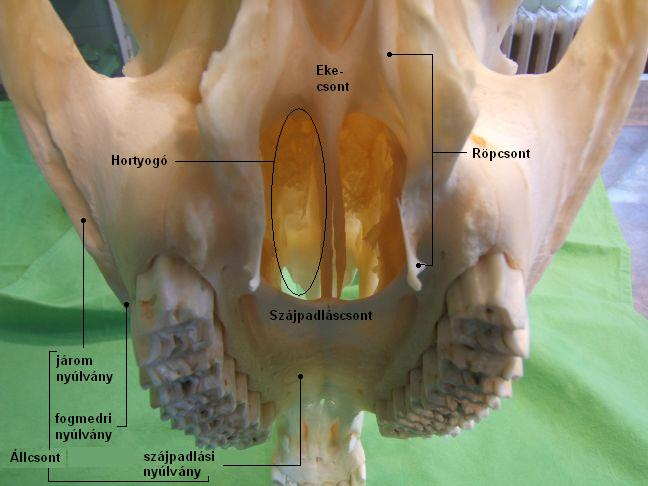 Eke-
csont
Hortyogó
Röpcsont
Szájpadláscsont
járom
nyúlvány
fogmedri
nyúlvány
Állcsont
szájpadlási
nyúlvány